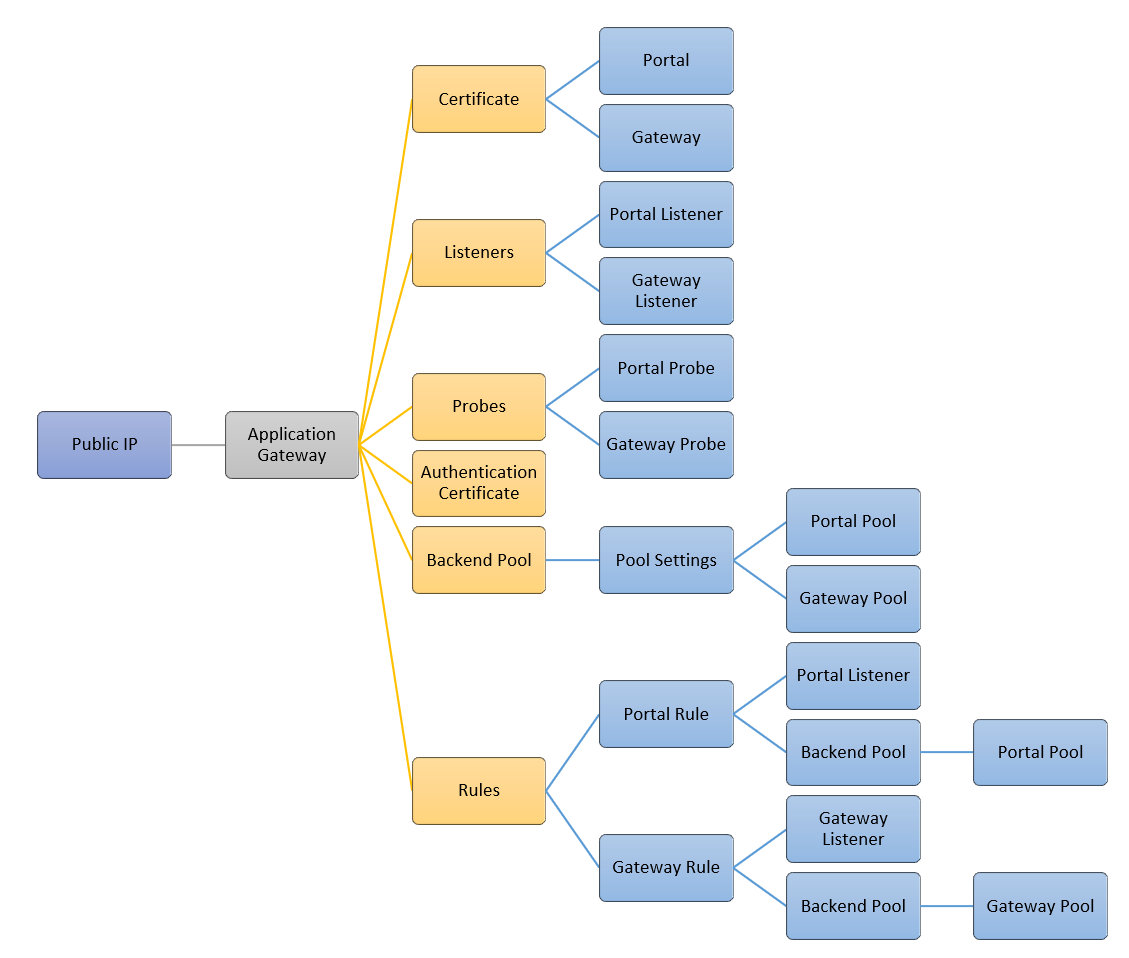 Public IP
Application
Gateway
Certificate
Portal
Gateway
Listeners
Portal Listener
Gateway
Listener
Probes
Portal Probe
Gateway Probe
Authentication
Certificate
Backend Pool
Pool Settings
Portal Pool
Gateway Pool
Rules
Portal Rule
Portal Listener
Backend Pool
Portal Pool
Gateway Rule
Gateway
Listener
Backend Pool
Gateway Pool